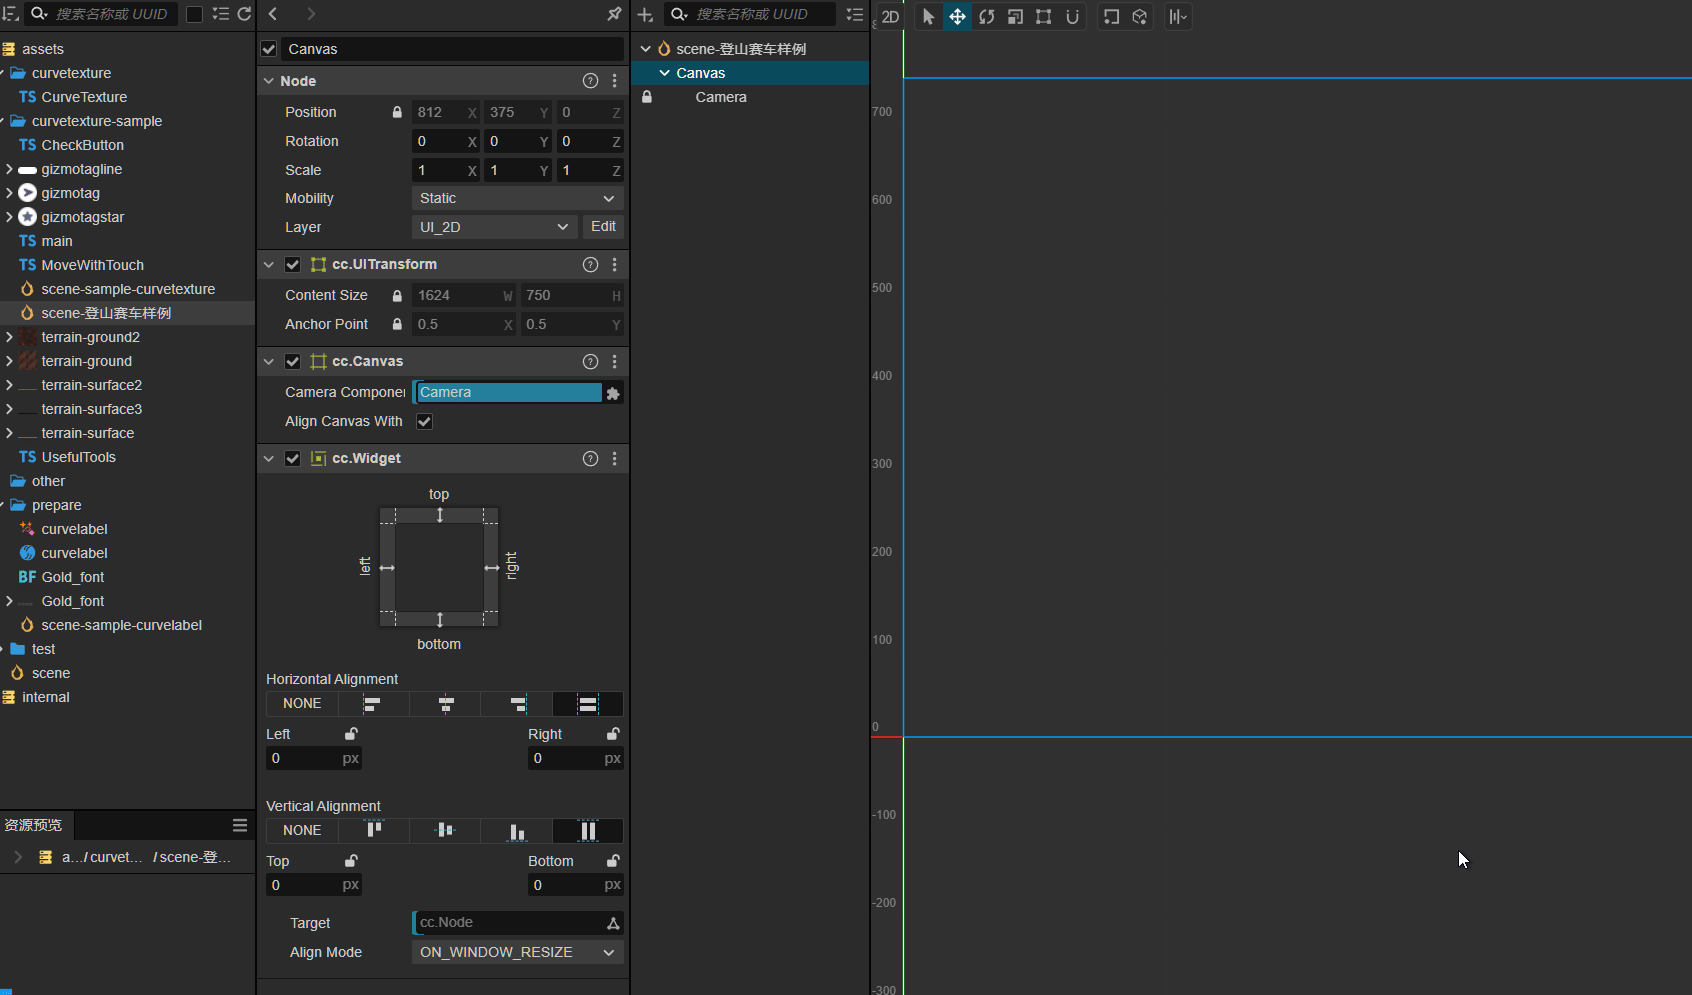 搜索名称或 UUID
assets
curvetexture
TS CurveTexture
curvetexture-sample
TS CheckButton
gizmotagline
gizmotag
gizmotagstar
TS main
TS MoveWithTouch
scene-sample-curvetexture
scene-登山赛车样例
terrain-ground2
terrain-ground
terrain-surface2
terrain-surface3
terrain-surface
TS UsefulTools
other
prepare
curvelabel
curvelabel
BF Gold_font
Gold_font
scene-sample-curvelabel
test
scene
internal
资源预览
a.../ curvet... / scene-登...
Canvas
Node
Position 812 X 375 Y 0 Z
Rotation 0 X 0 Y 0 Z
Scale 1 X 1 Y 1 Z
Mobility Static
Layer UI_2D Edit
cc.UITransform
Content Size 1624 W 750 H
Anchor Point 0.5 X 0.5 Y
cc.Canvas
Camera Componer Camera
Align Canvas With
cc.Widget
top
left
right
bottom
Horizontal Alignment
NONE
Left Right
0 px 0 px
Vertical Alignment
NONE
Top Bottom
0 px 0 px
Target cc.Node
Align Mode ON_WINDOW_RESIZE
搜索名称或 UUID
scene-登山赛车样例
Canvas
Camera
2D
700
600
500
400
300
200
100
0
-100
-200
-300